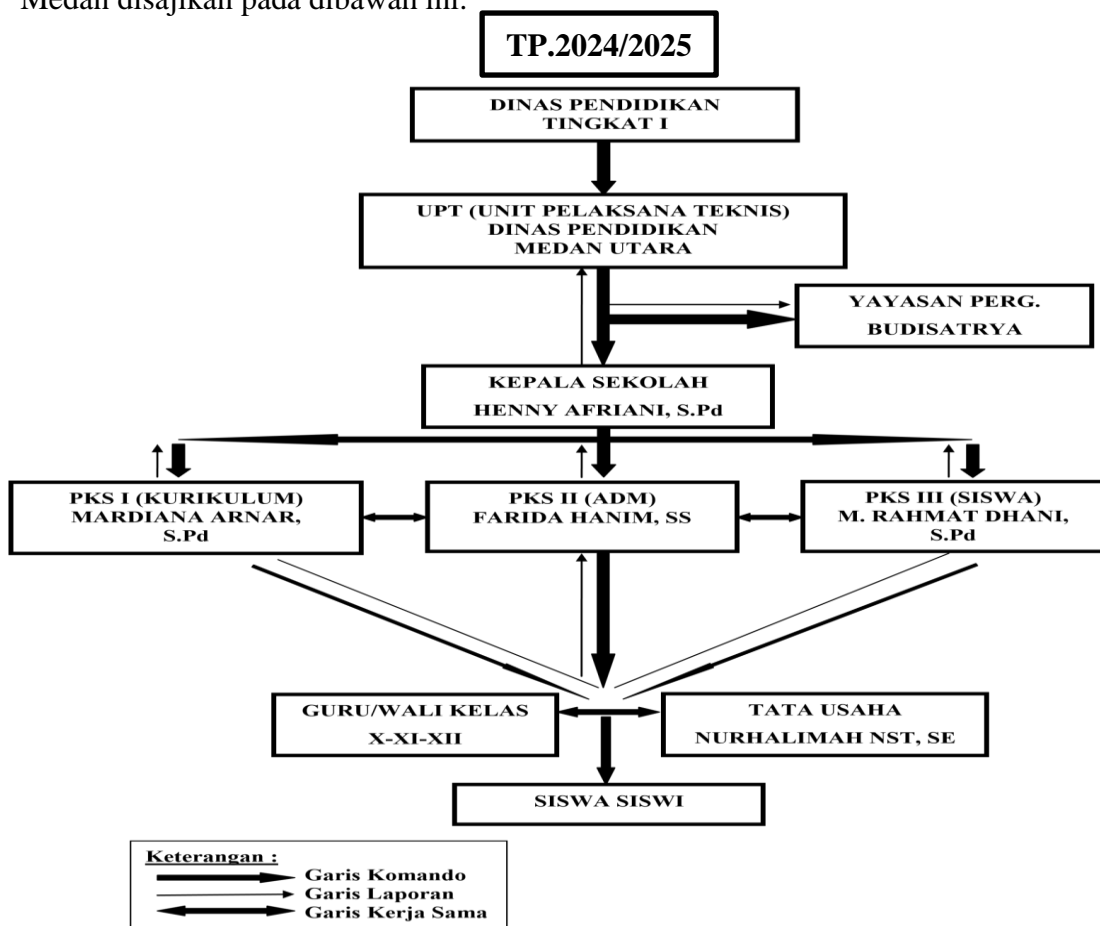 Medan disajikan pada dibawah ini.
TP.2024/2025
DINAS PENDIDIKAN
TINGKAT I
UPT (UNIT PELAKSANA TEKNIS)
DINAS PENDIDIKAN
MEDAN UTARA
YAYASAN PERG.
BUDISATRYA
KEPALA SEKOLAH
HENNY AFRIANI, S.Pd
PKS I (KURIKULUM)
MARDIANA ARNAR,
S.Pd
PKS II (ADM)
FARIDA HANIM, SS
PKS III (SISWA)
M. RAHMAT DHANI,
S.Pd
GURU/WALI KELAS
X-XI-XII
TATA USAHA
NURHALIMAH NST, SE
SISWA SISWI
Keterangan :
Garis Komando
Garis Laporan
Garis Kerja Sama